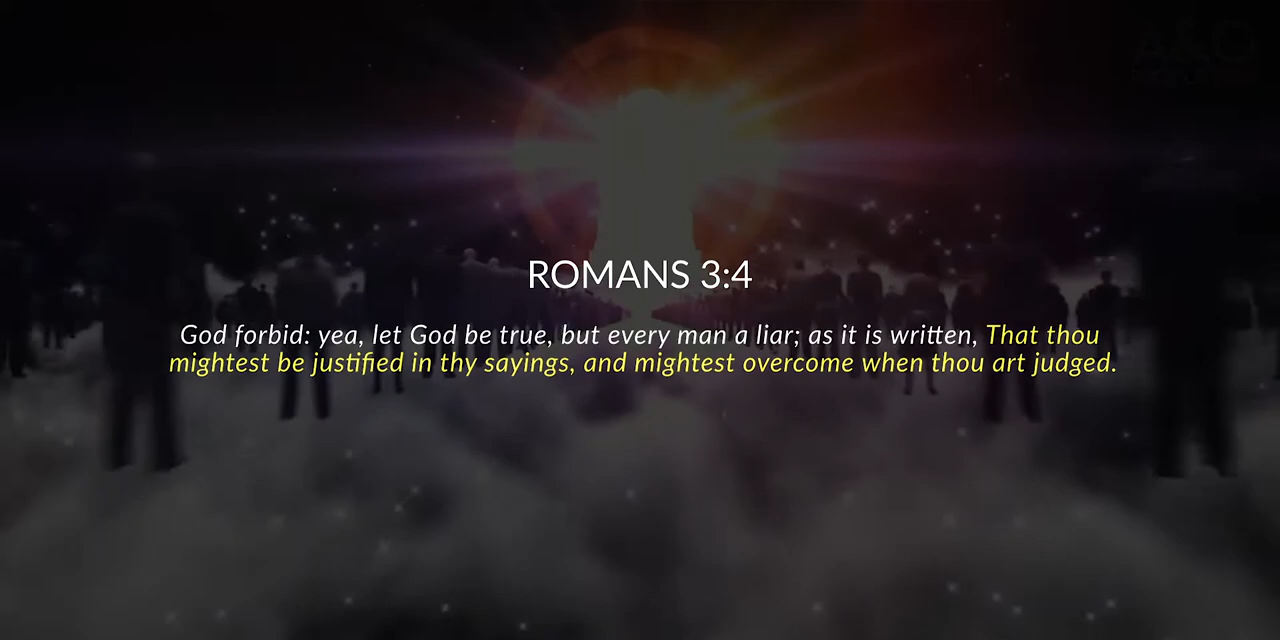 ROMANS 3:4
God forbid: yea, let God be true, but every man a liar; as it is written, That thou
mightest be justified in thy sayings, and mightest overcome when thou art judged.